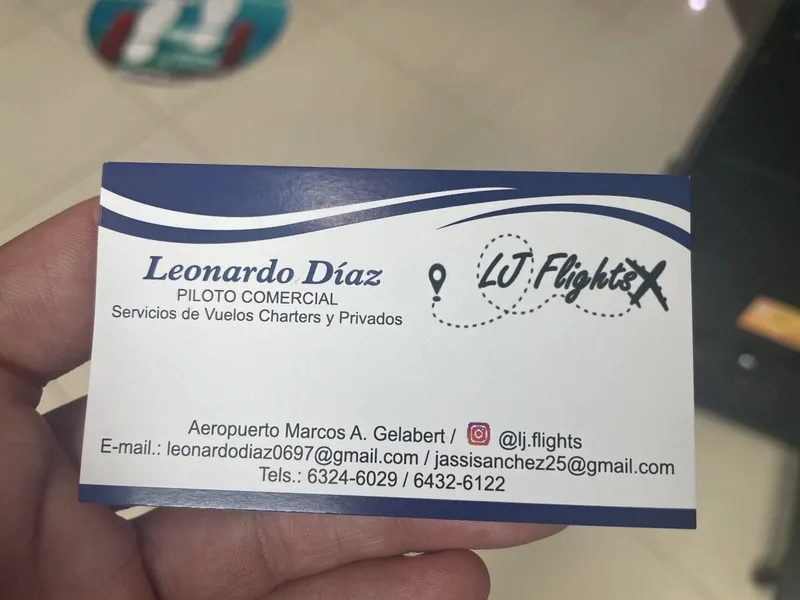 Leonardo Díaz
PILOTO COMERCIAL
Servicios de Vuelos Charters y Privados
LJ Flights
Aeropuerto Marcos A. Gelabert / @lj.flights
E-mail.: leonardodiaz0697@gmail.com / jassisanchez25@gmail.com
Tels.: 6324-6029 / 6432-6122